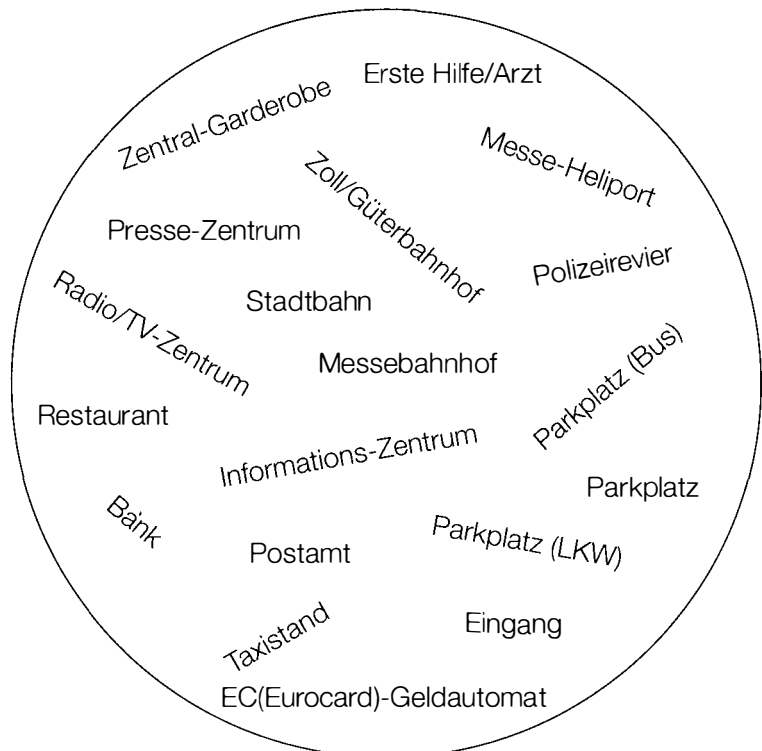 Erste Hilfe/Arzt
Zentral-Garderobe
Messe-Heliport
Zoll/Güterbahnhof
Presse-Zentrum
Polizeirevier
Stadtbahn
Radio/TV-Zentrum
Messebahnhof
Parkplatz (Bus)
Restaurant
Informations-Zentrum
Parkplatz
Bank
Parkplatz (LKW)
Postamt
Eingang
Taxistand
EC(Eurocard)-Geldautomat